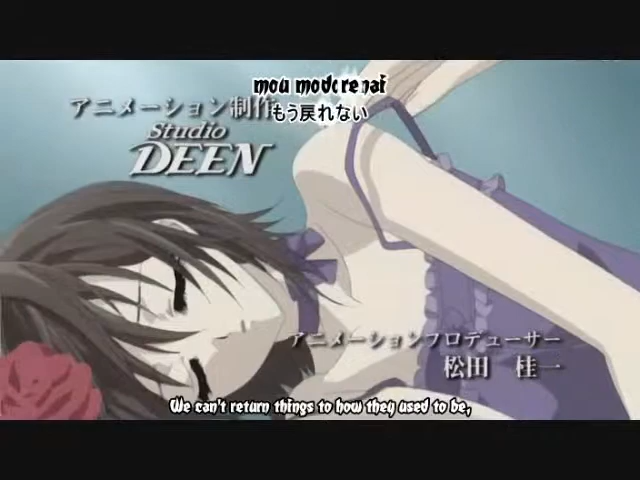 mou modorenai
アニメーション制作
もう戻れない
Studio
DEEN
アニメーションプロデューサー
松田 桂一
We can't return things to how they used to be,